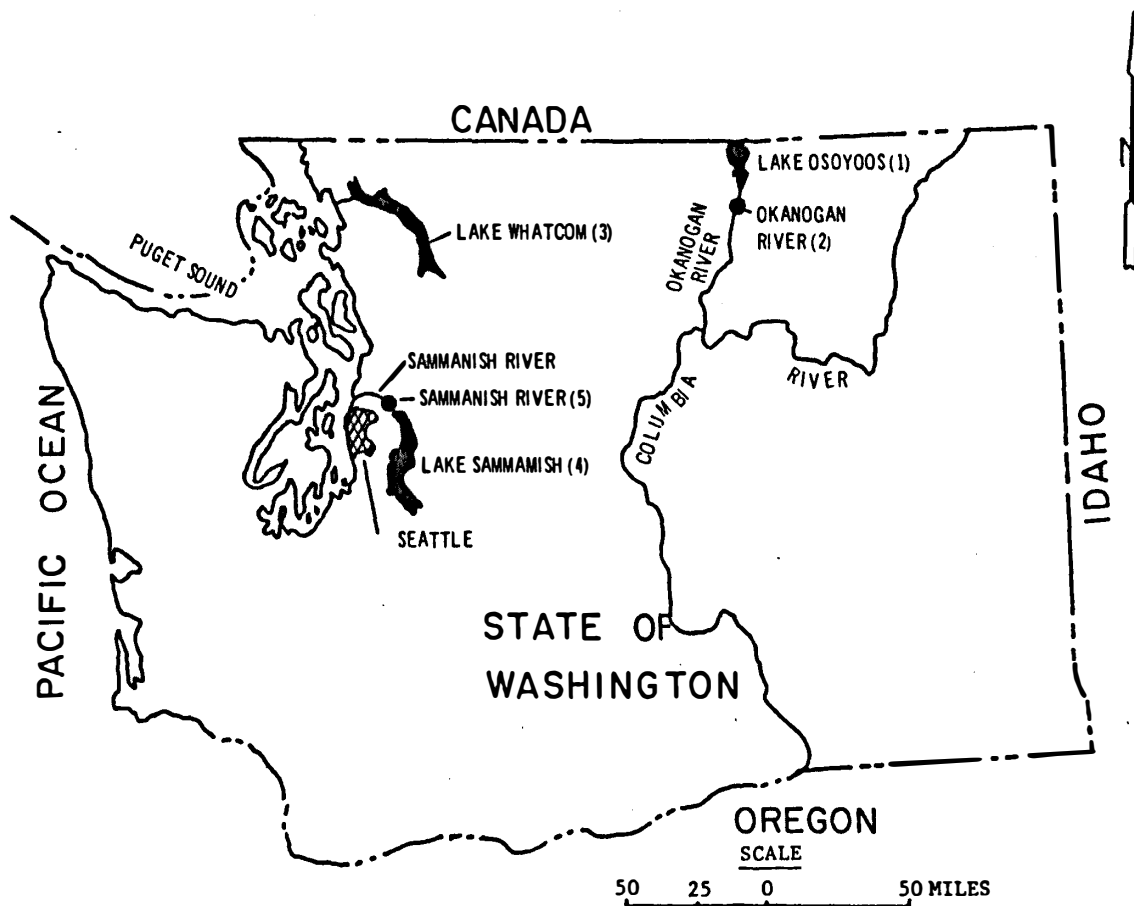 CANADA
LAKE OSOYOOS (1)
OKANOGAN
RIVER (2)
OKANOGAN
RIVER
LAKE WHATCOM (3)
PUGET SOUND
SAMMANISH RIVER
SAMMANISH RIVER (5)
LAKE SAMMAMISH (4)
SEATTLE
COLUMBIA
RIVER
PACIFIC OCEAN
IDAHO
STATE OF
WASHINGTON
OREGON
SCALE
50 25 0 50 MILES
N